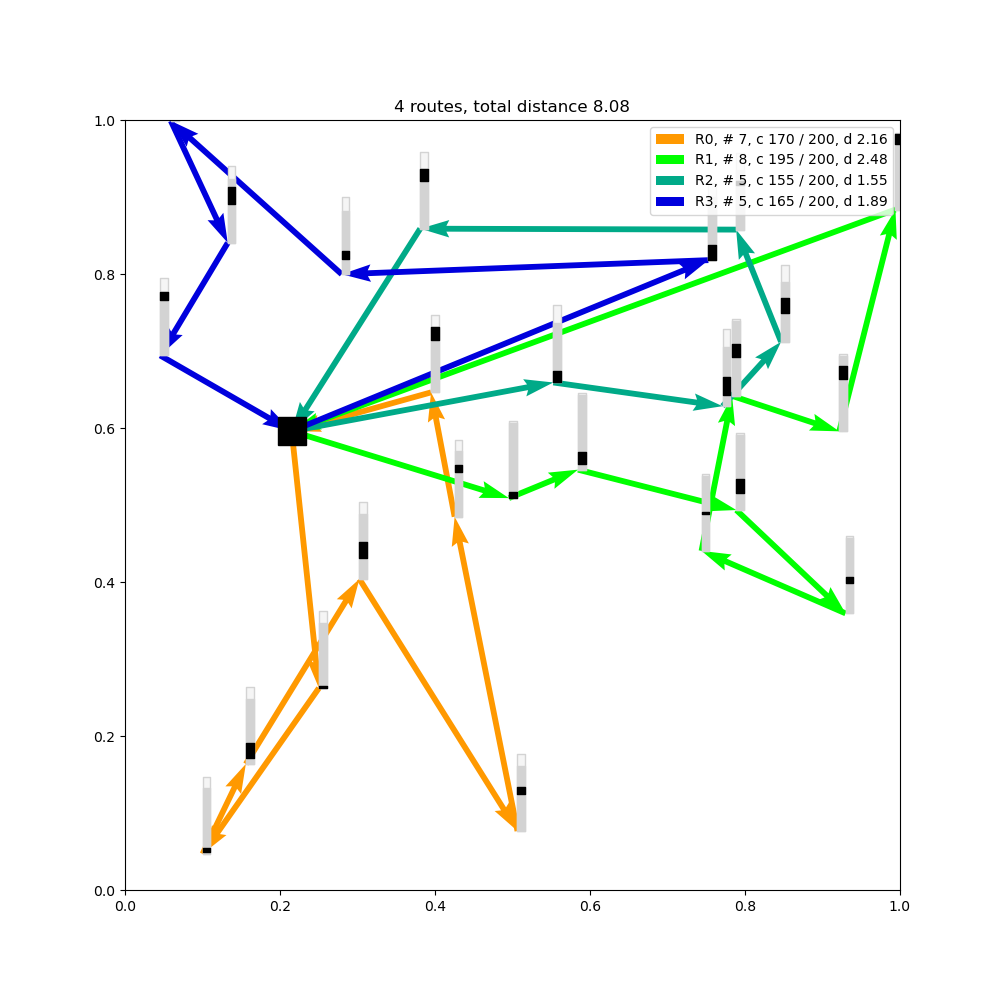 4 routes, total distance 8.08
R0, # 7, c 170 / 200, d 2.16
R1, # 8, c 195 / 200, d 2.48
R2, # 5, c 155 / 200, d 1.55
R3, # 5, c 165 / 200, d 1.89
1.0
0.8
0.6
0.4
0.2
0.0
0.0 0.2 0.4 0.6 0.8 1.0